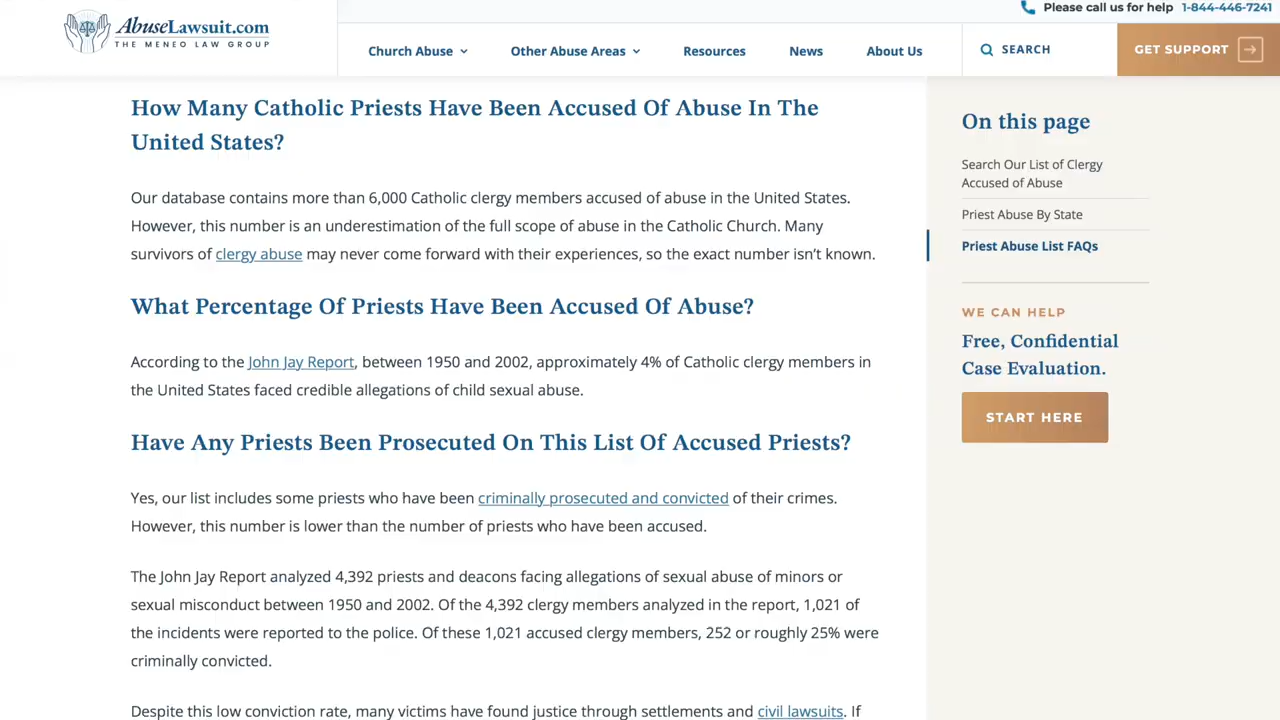 Please call us for help 1-844-446-7241
AbuseLawsuit.com
THE MENEO LAW GROUP
Church Abuse
Other Abuse Areas
Resources
News
About Us
SEARCH
GET SUPPORT
How Many Catholic Priests Have Been Accused Of Abuse In The
United States?
Our database contains more than 6,000 Catholic clergy members accused of abuse in the United States.
However, this number is an underestimation of the full scope of abuse in the Catholic Church. Many
survivors of clergy abuse may never come forward with their experiences, so the exact number isn’t known.
What Percentage Of Priests Have Been Accused Of Abuse?
According to the John Jay Report, between 1950 and 2002, approximately 4% of Catholic clergy members in
the United States faced credible allegations of child sexual abuse.
Have Any Priests Been Prosecuted On This List Of Accused Priests?
Yes, our list includes some priests who have been criminally prosecuted and convicted of their crimes.
However, this number is lower than the number of priests who have been accused.
The John Jay Report analyzed 4,392 priests and deacons facing allegations of sexual abuse of minors or
sexual misconduct between 1950 and 2002. Of the 4,392 clergy members analyzed in the report, 1,021 of
the incidents were reported to the police. Of these 1,021 accused clergy members, 252 or roughly 25% were
criminally convicted.
Despite this low conviction rate, many victims have found justice through settlements and civil lawsuits. If
On this page
Search Our List of Clergy
Accused of Abuse
Priest Abuse By State
Priest Abuse List FAQs
WE CAN HELP
Free, Confidential
Case Evaluation.
START HERE